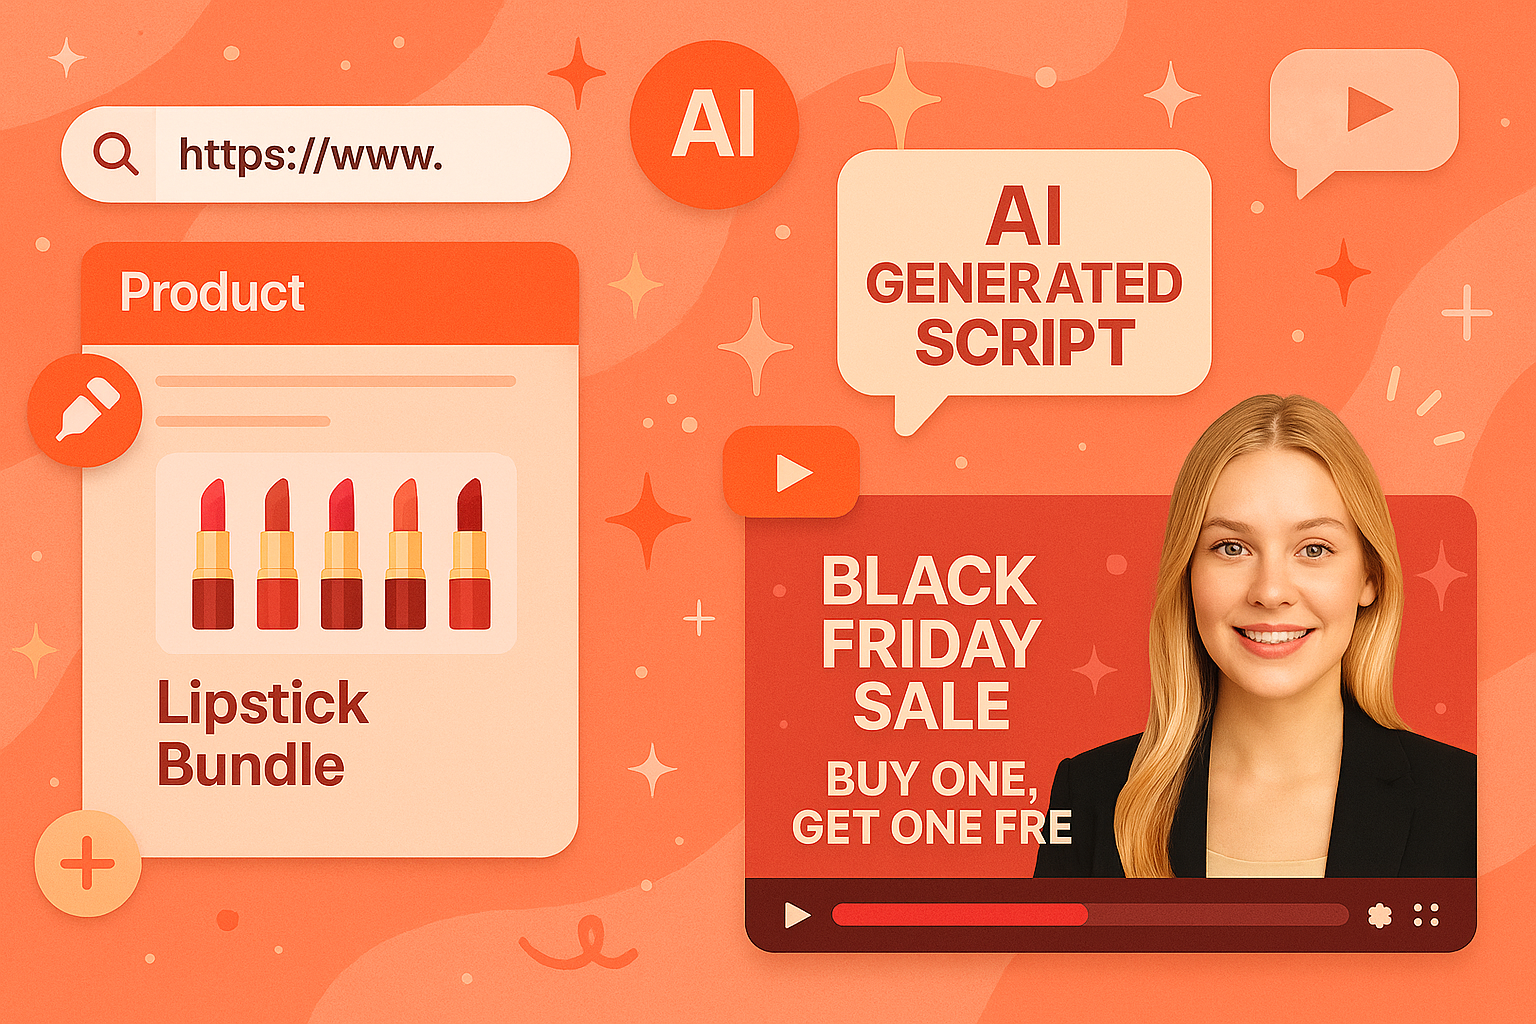 https://www.
AI
Product
Lipstick
Bundle
AI
GENERATED
SCRIPT
BLACK
FRIDAY
SALE
BUY ONE,
GET ONE FRE